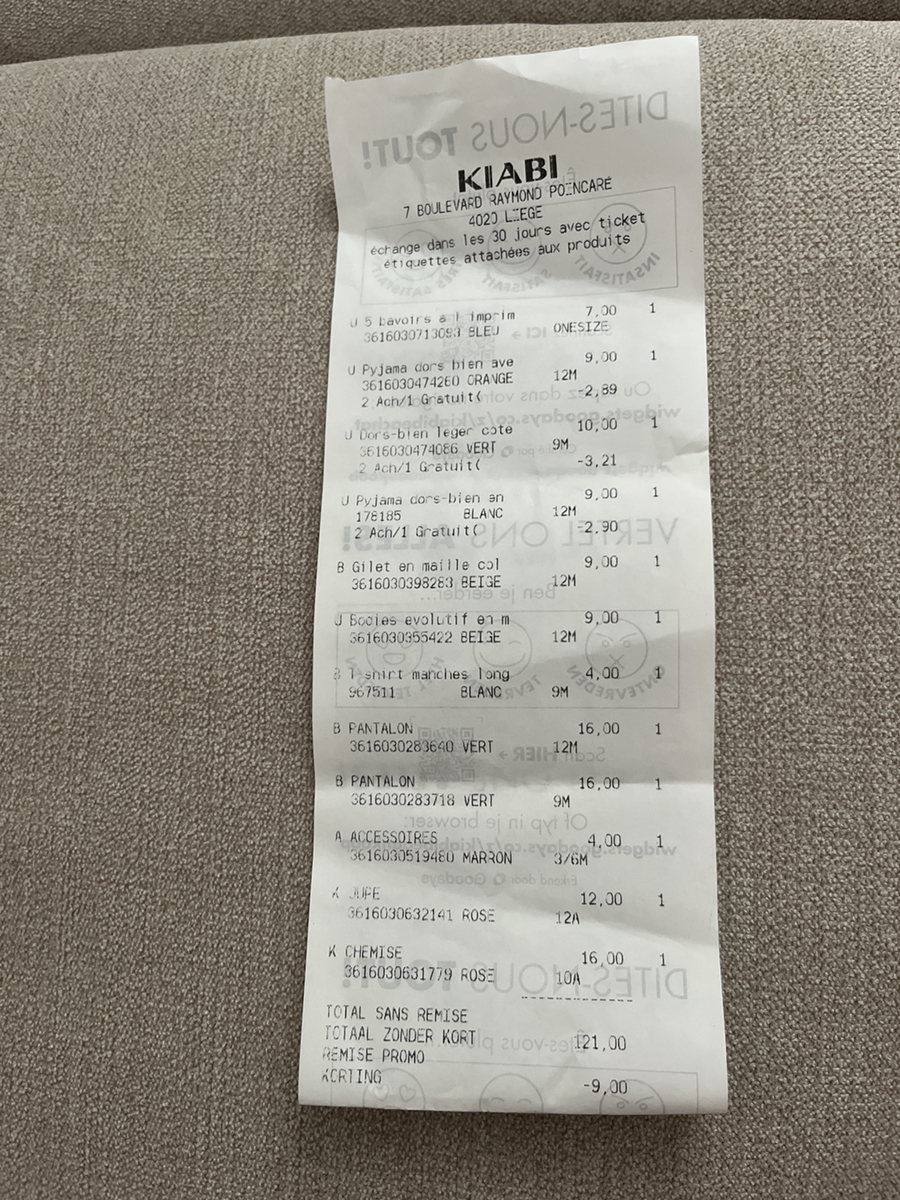 KIABI
7 BOULEVARD RAYMOND POINCARÉ
4020 LIEGE
échange dans les 30 jours avec ticket
étiquettes attachées aux produits
U 5 bavoirs à l imprim 7,00 1
3616030713093 BLEU ONESIZE
U Pyjama dors bien ave 9,00 1
3616030474260 ORANGE 12M
2 Ach/1 Gratuit( -2,89
U Dors-bien léger côte 10,00 1
3616030474086 VERT 9M
2 Ach/1 Gratuit( -3,21
U Pyjama dors-bien en 9,00 1
178185 BLANC 12M
2 Ach/1 Gratuit( -2,90
B Gilet en maille col 9,00 1
3616030398283 BEIGE 12M
U Bodies evolutif en m 9,00 1
3616030355422 BEIGE 12M
B T-shirt manches long 4,00 1
967511 BLANC 9M
B PANTALON 16,00 1
3616030283640 VERT 12M
B PANTALON 16,00 1
3616030283718 VERT 9M
A ACCESSOIRES 4,00 1
3616030519480 MARRON 3/6M
K JUPE 12,00 1
3616030632141 ROSE 12A
K CHEMISE 16,00 1
3616030631779 ROSE 10A
TOTAL SANS REMISE
TOTAAL ZONDER KORT 121,00
REMISE PROMO
KORTING -9,00